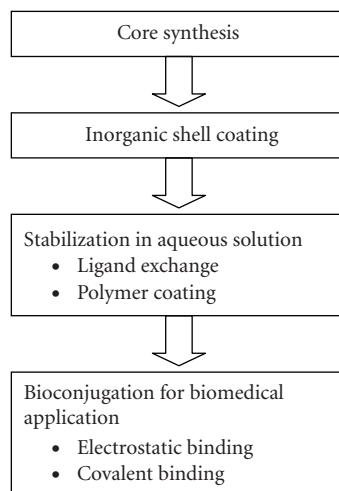 Core synthesis
Inorganic shell coating
Stabilization in aqueous solution
• Ligand exchange
• Polymer coating
Bioconjugation for biomedical
application
• Electrostatic binding
• Covalent binding